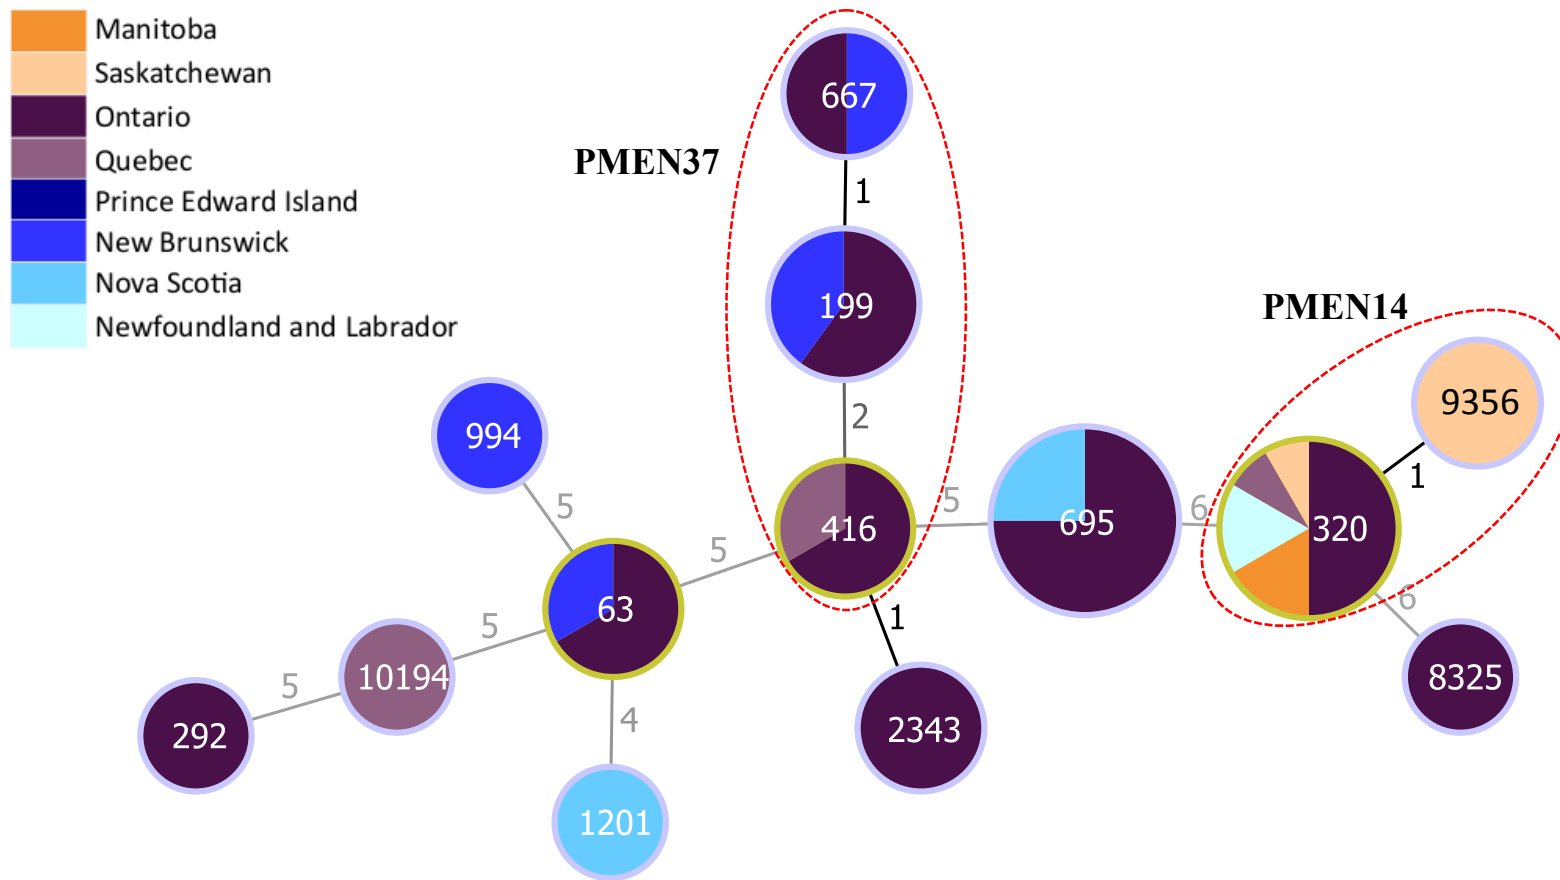 Manitoba
Saskatchewan
Ontario
Quebec
Prince Edward Island
New Brunswick
Nova Scotia
Newfoundland and Labrador
667
PMEN37
1
199
PMEN14
2
9356
994
1
5
5
6
416
695
320
5
63
6
1
5
10194
8325
5
292
4
2343
1201